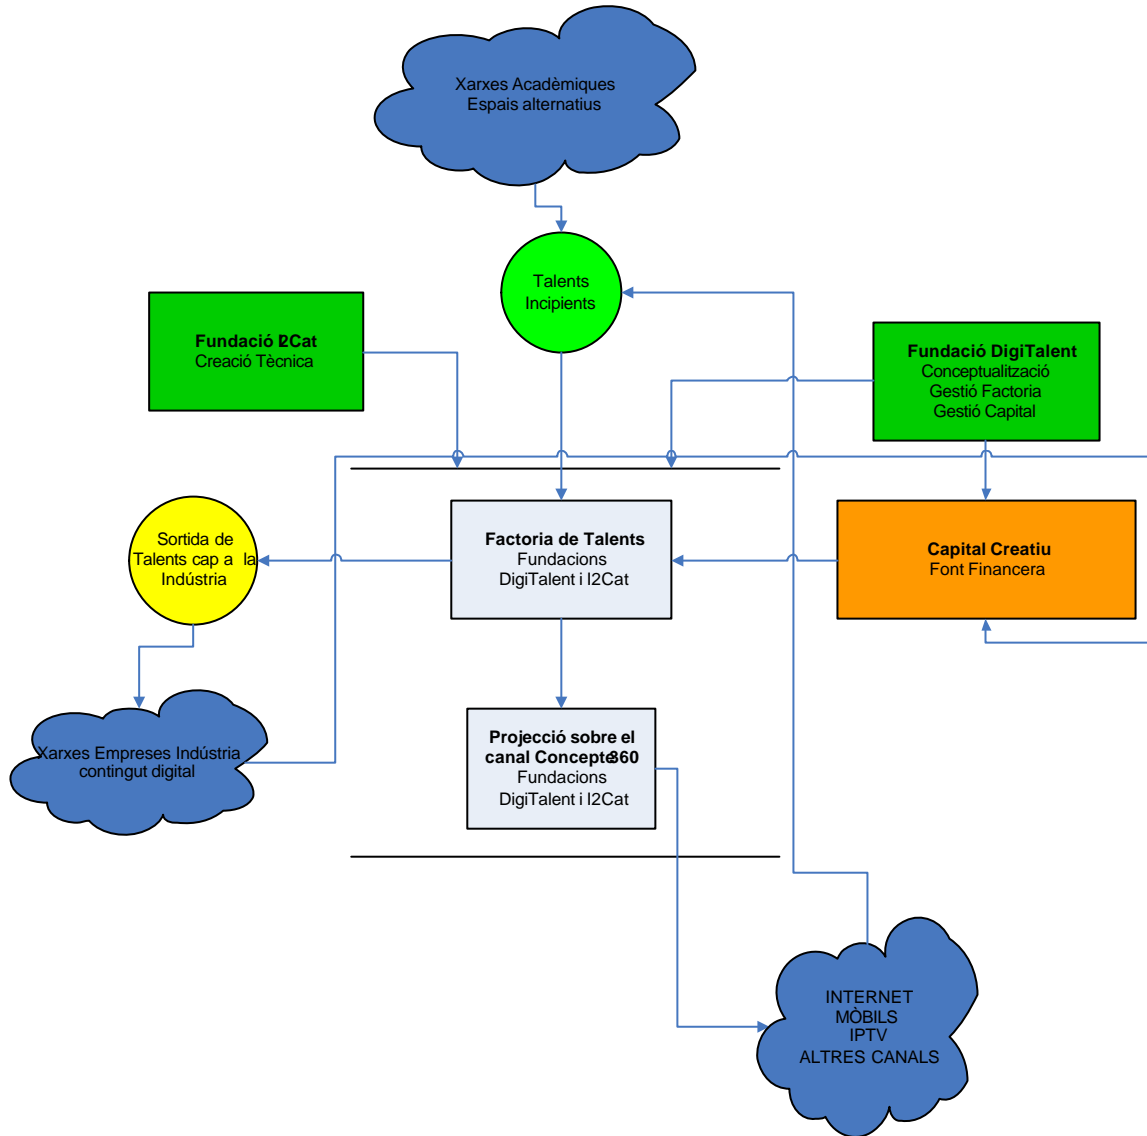 Xarxes Acadèmiques
Espais alternatius
Talents
Incipients
Fundació I2Cat
Creació Tècnica
Fundació DigiTalent
Conceptualització
Gestió Factoria
Gestió Capital
Sortida de
Talents cap a la
Indústria
Factoria de Talents
Fundacions
DigiTalent i I2Cat
Capital Creatiu
Font Financera
Xarxes Empreses Indústria
contingut digital
Projecció sobre el
canal Concepte360
Fundacions
DigiTalent i I2Cat
INTERNET
MÒBILS
IPTV
ALTRES CANALS